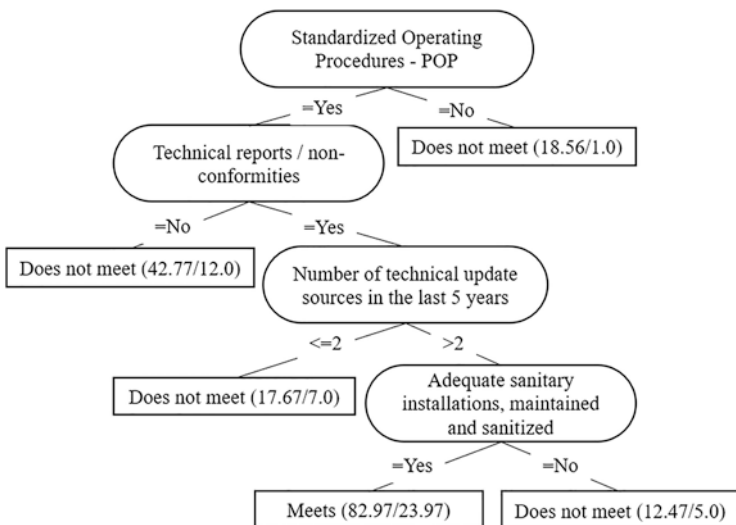 Standardized Operating
Procedures - POP
=Yes
=No
Technical reports / non-
conformities
Does not meet (18.56/1.0)
=No
=Yes
Does not meet (42.77/12.0)
Number of technical update
sources in the last 5 years
<=2
>2
Does not meet (17.67/7.0)
Adequate sanitary
installations, maintained
and sanitized
=Yes
=No
Meets (82.97/23.97)
Does not meet (12.47/5.0)